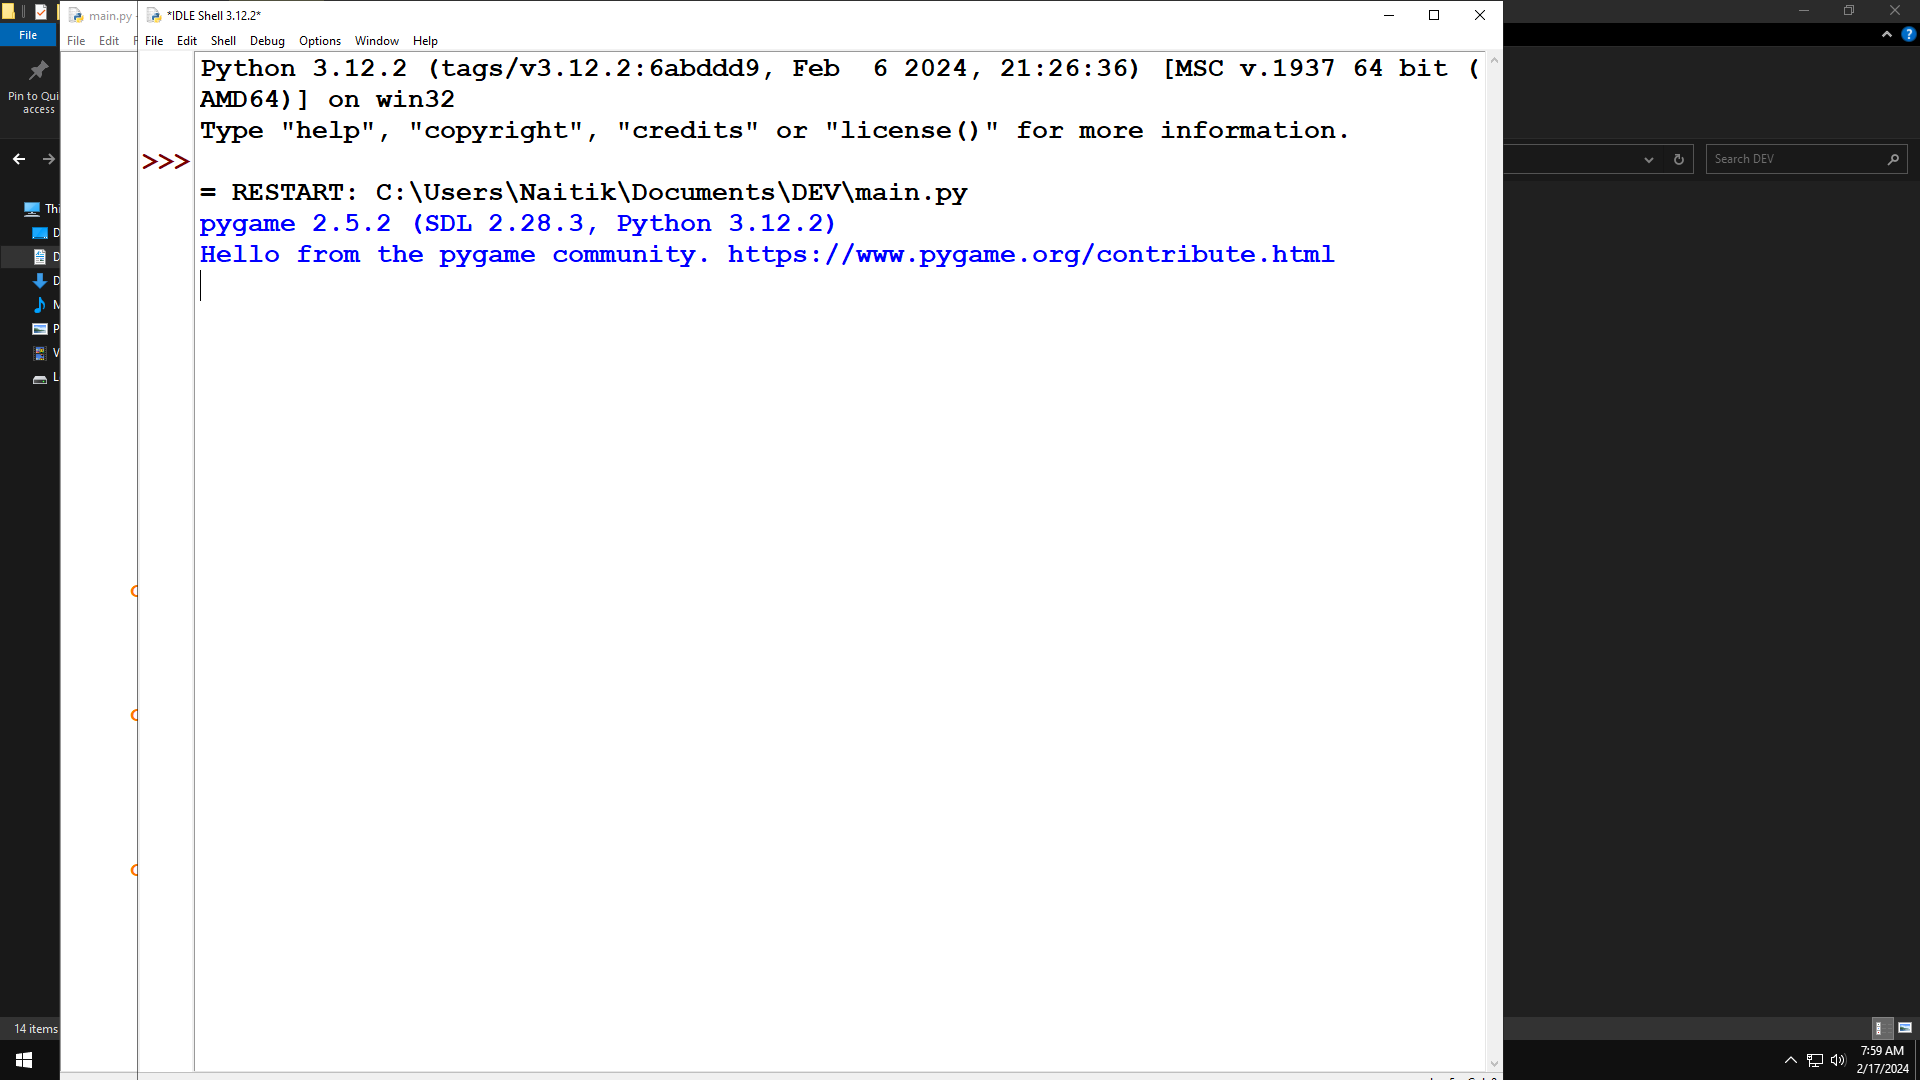 main.py
*IDLE Shell 3.12.2*
File
File Edit
File Edit Shell Debug Options Window Help
Pin to
access
Python 3.12.2 (tags/v3.12.2:6abddd9, Feb  6 2024, 21:26:36) [MSC v.1937 64 bit (
AMD64)] on win32
Type "help", "copyright", "credits" or "license()" for more information.
>>>
= RESTART: C:\Users\Naitik\Documents\DEV\main.py
pygame 2.5.2 (SDL 2.28.3, Python 3.12.2)
Hello from the pygame community. https://www.pygame.org/contribute.html
Search DEV
14 items
7:59 AM
2/17/2024